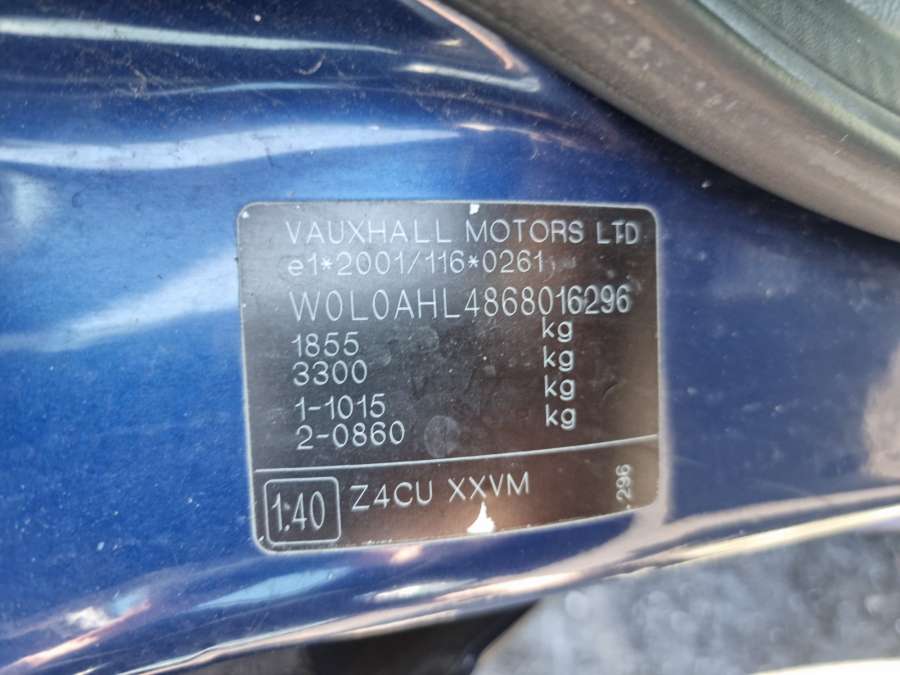 VAUXHALL MOTORS LTD
e1*2001/116*0261
W0L0AHL4868016296
1855 kg
3300 kg
1-1015 kg
2-0860 kg
1.40 Z4CU XXVM 296